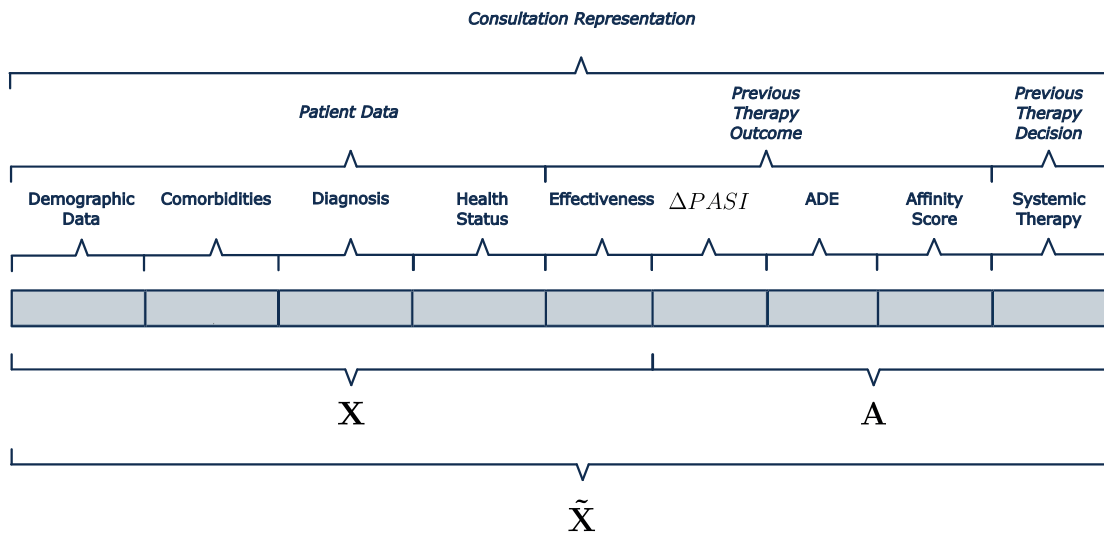 Consultation Representation
Patient Data
Previous
Therapy
Outcome
Previous
Therapy
Decision
Demographic
Data
Comorbidities
Diagnosis
Health
Status
Effectiveness
ΔPASI
ADE
Affinity
Score
Systemic
Therapy
X
A
X̃